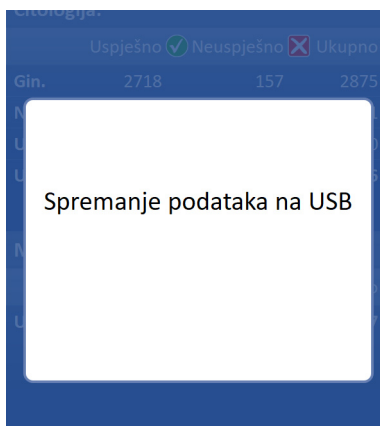 Citologija:
Uspješno Neuspješno Ukupno
Gin. 2718 157 2875
Spremanje podataka na USB